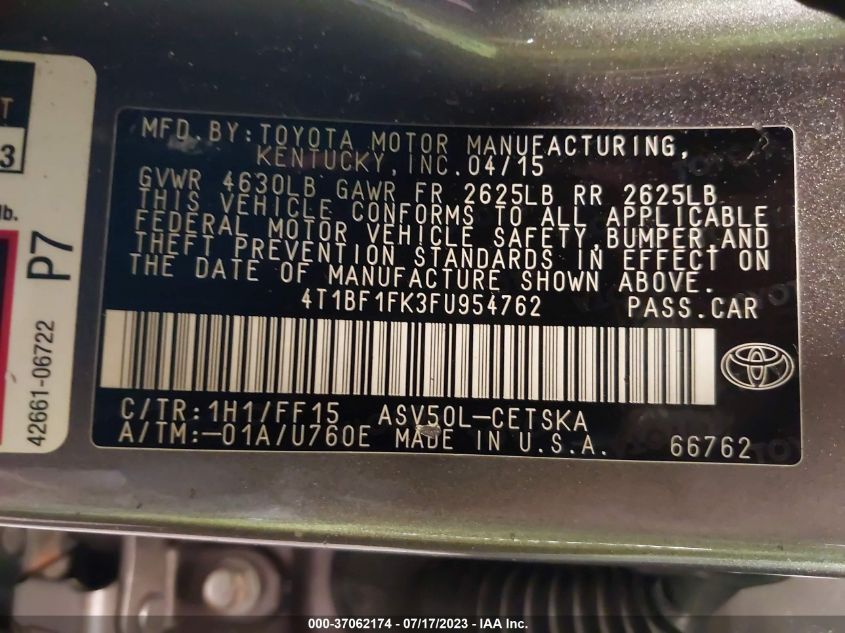 MFD. BY: TOYOTA MOTOR MANUFACTURING,
KENTUCKY, INC. 04/15
GVWR 4630LB GAWR FR 2625LB RR 2625LB
THIS VEHICLE CONFORMS TO ALL APPLICABLE
FEDERAL MOTOR VEHICLE SAFETY, BUMPER, AND
THEFT PREVENTION STANDARDS IN EFFECT ON
THE DATE OF MANUFACTURE SHOWN ABOVE.
4T1BF1FK3FU954762 PASS. CAR
C/TR: 1H1/FF15 ASV50L-CETSKA
A/TM: -01A/U760E MADE IN U.S.A. 66762
T
3
lb.
P7
42661-06722
000-37062174 - 07/17/2023 - IAA Inc.